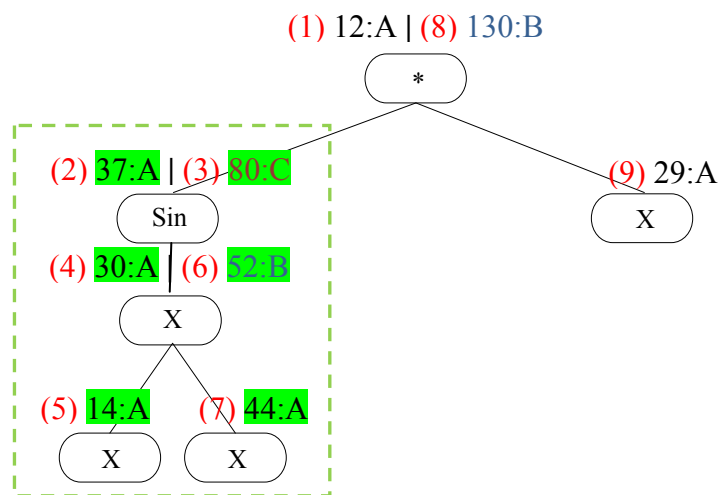 (1) 12:A | (8) 130:B
*
(2) 37:A | (3) 80:C
(9) 29:A
Sin
X
(4) 30:A | (6) 52:B
X
(5) 14:A
(7) 44:A
X
X